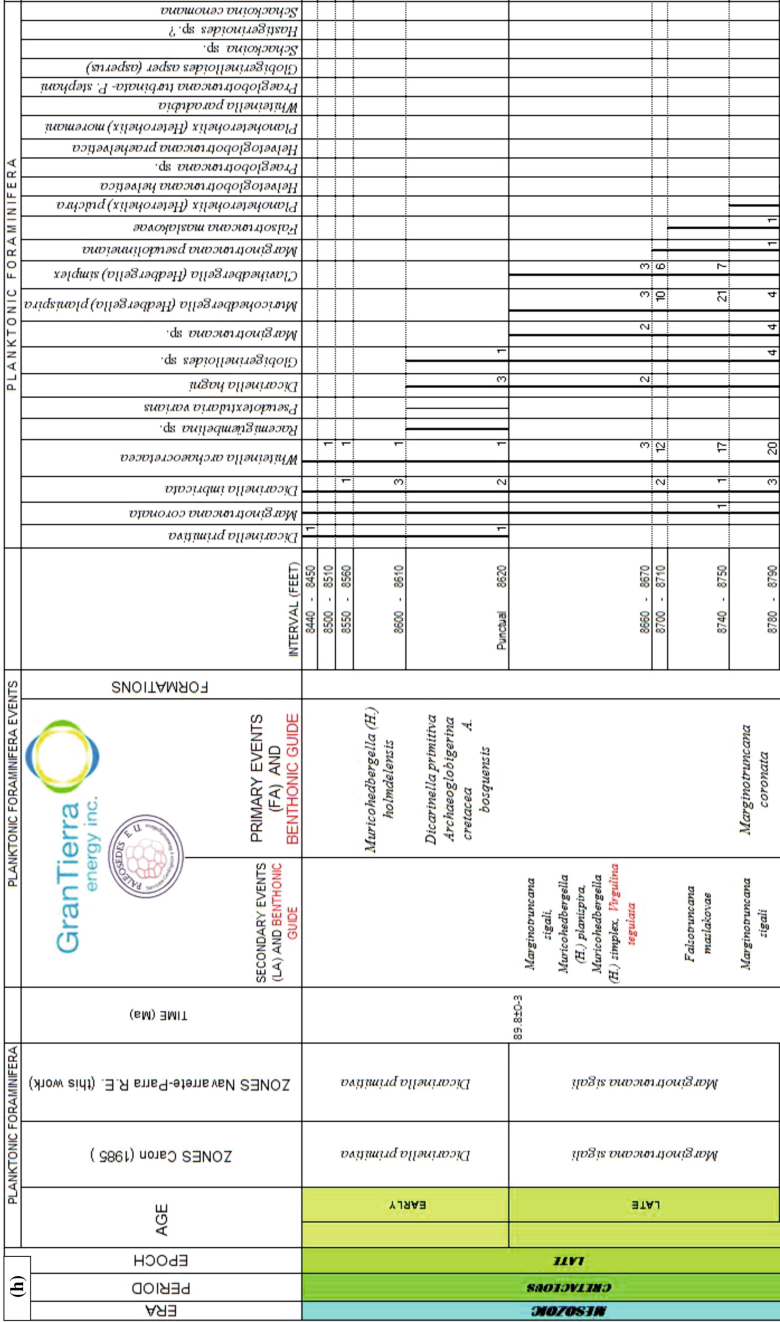 (h)
PLANKTONIC FORAMINIFERA
PLANKTONIC FORAMINIFERA EVENTS
PLANKTONIC FORAMINIFERA
ERA
PERIOD
EPOCH
AGE
ZONES Caron (1985 )
ZONES Navarrete-Parra R.E. (this work)
TIME (Ma)
GranTierra
energy inc.
PALEOSEDES E U
SECONDARY EVENTS
(LA) AND BENTHONIC
GUIDE
PRIMARY EVENTS
(FA) AND
BENTHONIC GUIDE
FORMATIONS
INTERVAL (FEET)
Dicarinella primitiva
Marginotruncana coronata
Dicarinella imbricata
Whiteinella archaeocretacea
Racemigümbelina sp.
Pseudotextularia varians
Dicarinella hagni
Globigerinelloides sp.
Marginotruncana sp.
Muricohedbergella (Hedbergella) planispira
Clavihedbergella (Hedbergella) simplex
Marginotruncana pseudolinneiana
Falsotruncana maslakovae
Planoheterohelix (Heterohelix) pulchra
Helvetoglobotruncana helvetica
Praeglobotruncana sp.
Helvetoglobotruncana praehelvetica
Planoheterohelix (Heterohelix) moremani
Whiteinella paradubia
Praeglobotruncana turbinata- P. stephani
Globigerinelloides asper (asperus)
Schackoina sp.
Hastigerinoides sp.?
Schackoina cenomana
MESOZOIC
CRETACEOUS
LATE
EARLY
LATE
Dicarinella primitiva
Marginotruncana sigali
Dicarinella primitiva
Marginotruncana sigali
89.8±0-3
Marginotruncana
sigali,
Muricohedbergella
(H.) planispira,
Muricohedbergella
(H.) simplex, Virgulina
tegulata
Falsotruncana
maslakovae
Marginotruncana
sigali
Muricohedbergella (H.)
holmdelensis
Dicarinella primitiva
Archaeoglobigerina
cretacea A.
bosquensis
Marginotruncana
coronata
8440 - 8450 1
8500 - 8510 1
8550 - 8560 1 1
8600 - 8610 3 1
Punctual 8620 1 2 1 3 1
8660 - 8670 3 2 2 3 3
8700 - 8710 2 12 10 6
8740 - 8750 1 1 17 21 7
8780 - 8790 3 20 4 4 4 1 1